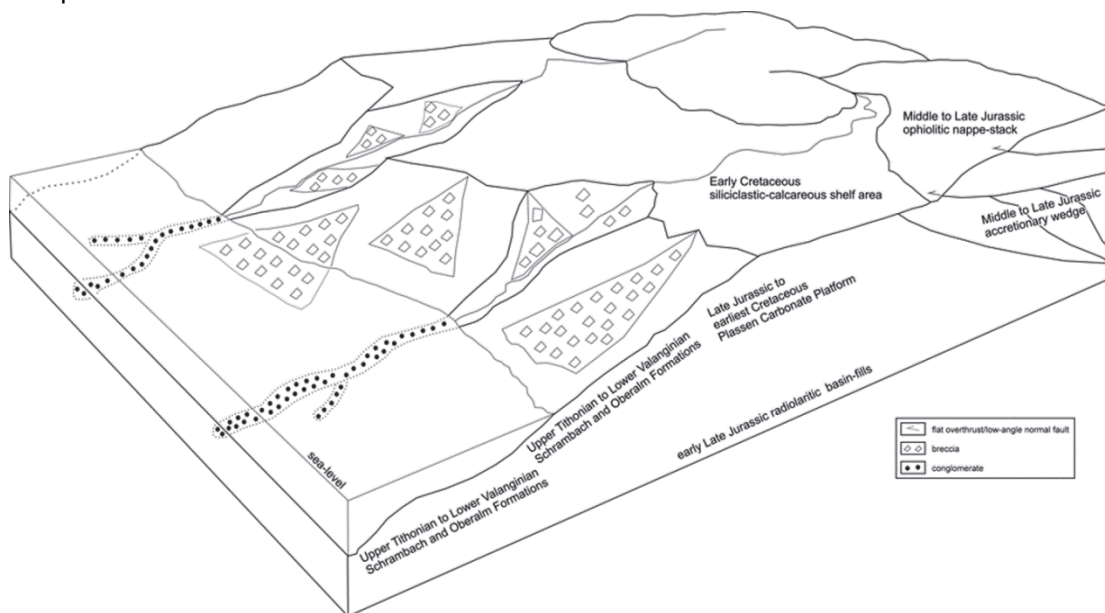 Middle to Late Jurassic
ophiolitic nappe-stack
Early Cretaceous
siliciclastic-calcareous shelf area
Middle to Late Jurassic
accretionary wedge
Late Jurassic to
earliest Cretaceous
Plassen Carbonate Platform
Upper Tithonian to Lower Valanginian
Schrambach and Oberalm Formations
early Late Jurassic radiolaritic basin-fills
sea-level
Upper Tithonian to Lower Valanginian
Schrambach and Oberalm Formations
flat overthrust/low-angle normal fault
breccia
conglomerate